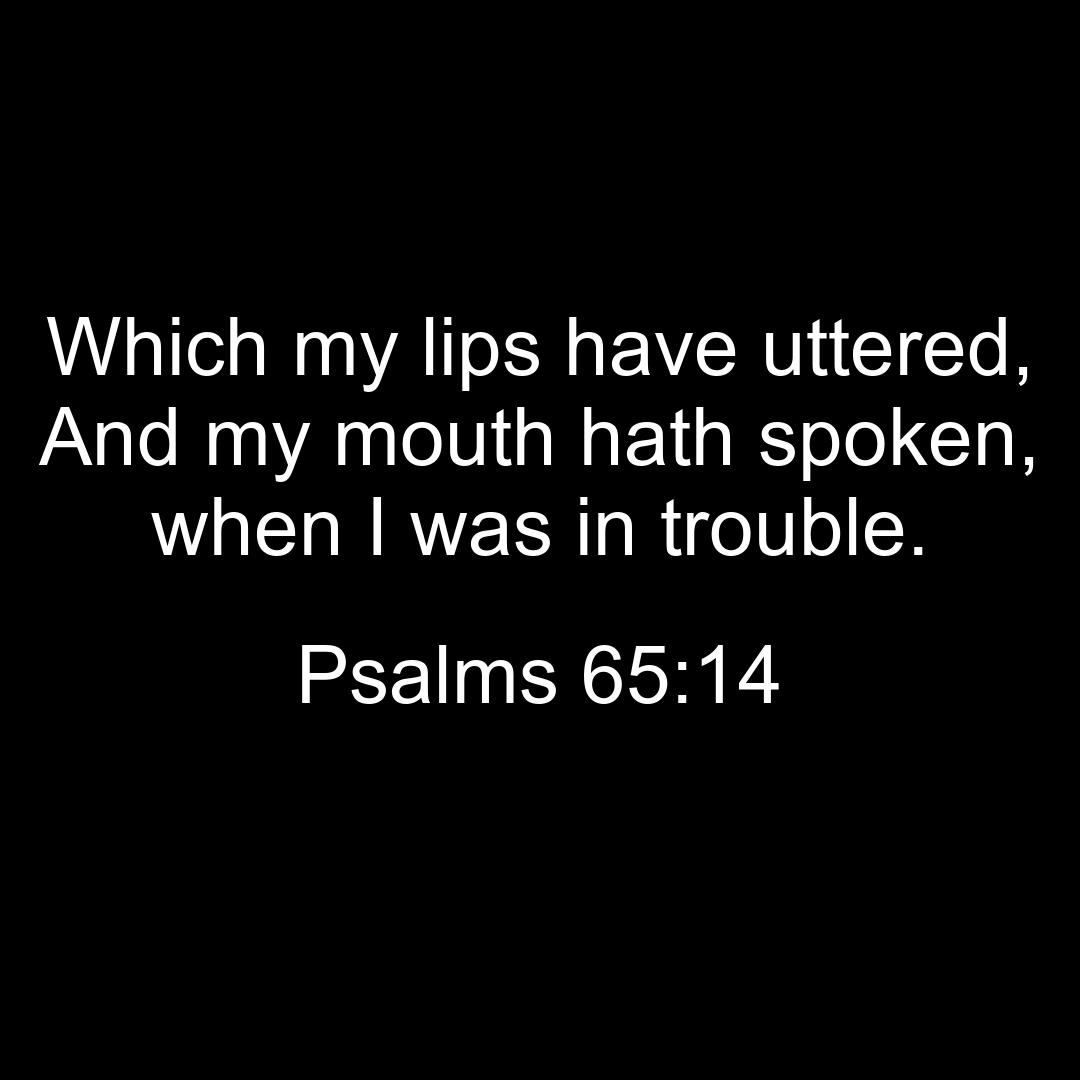 Which my lips have uttered,
And my mouth hath spoken,
when I was in trouble.
Psalms 65:14